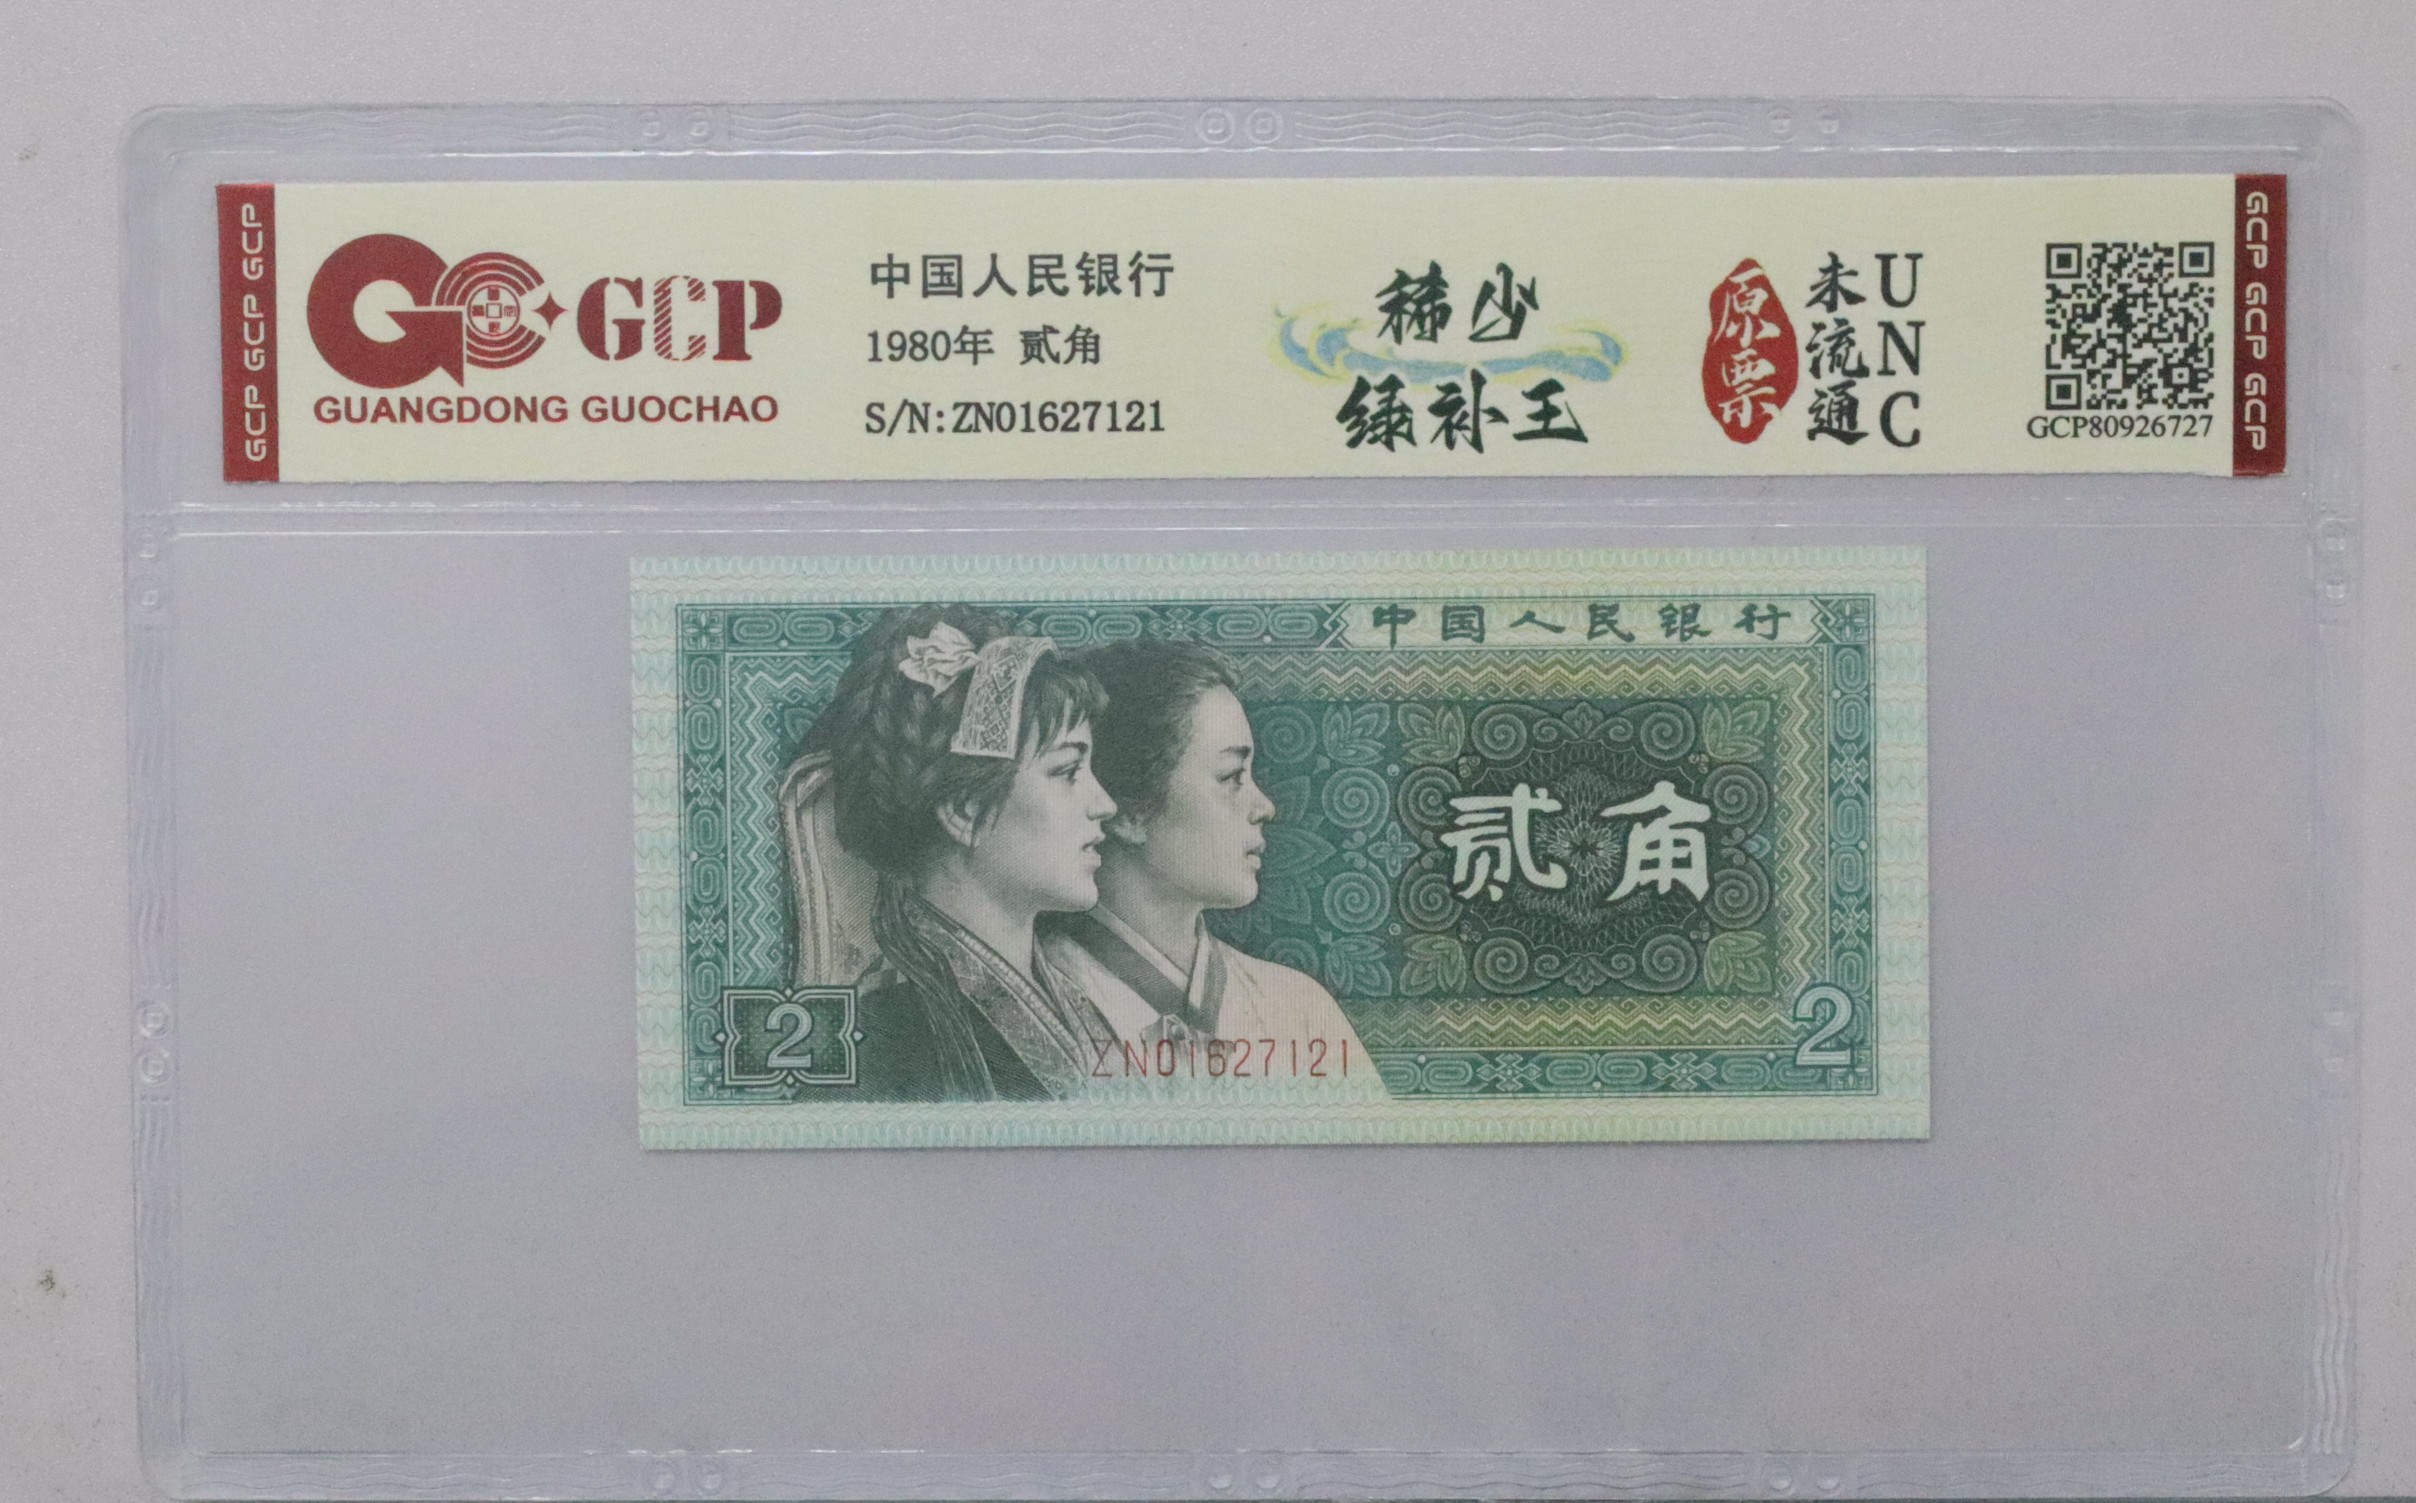 GCP GCP GCP
GCP
GUANGDONG GUOCHAO
中国人民银行
1980年 贰角
S/N:ZN01627121
稀少
绿补王
原票
未流通
UNC
GCP80926727
GCP GCP GCP
中国人民银行
贰角
2
ZN01627121
2